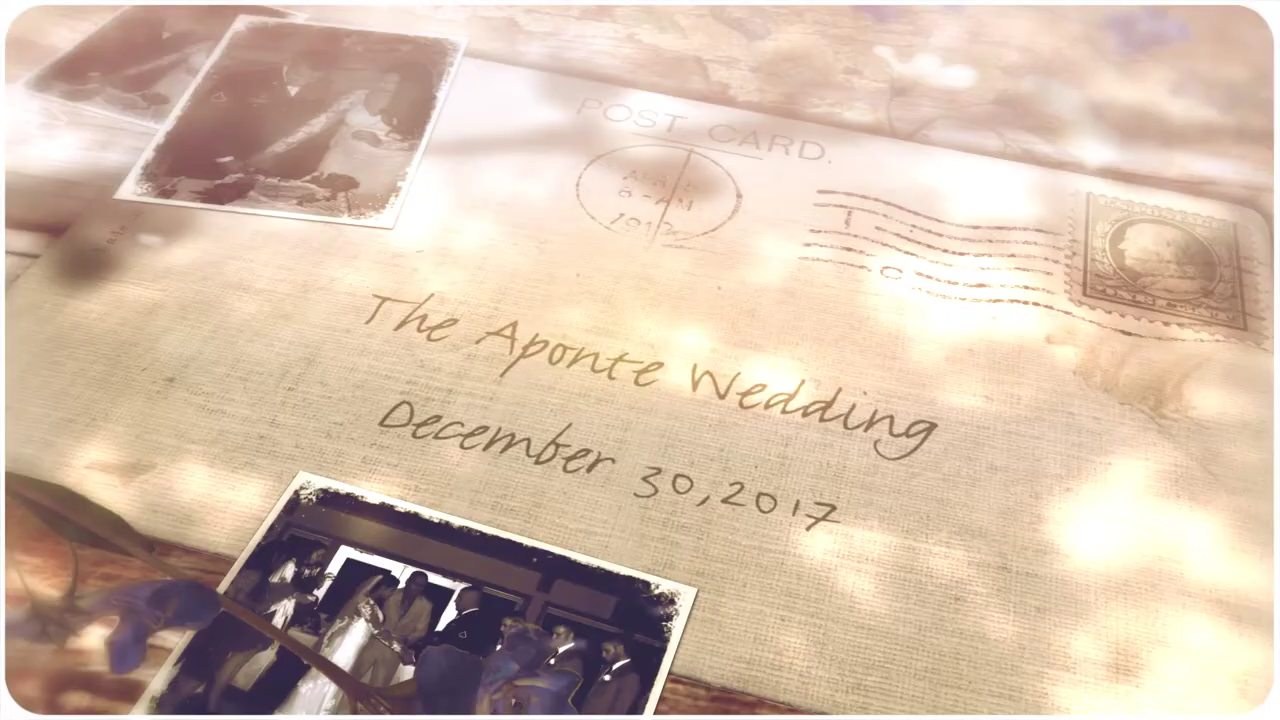 POST CARD.
The Aponte Wedding
December 30, 2017